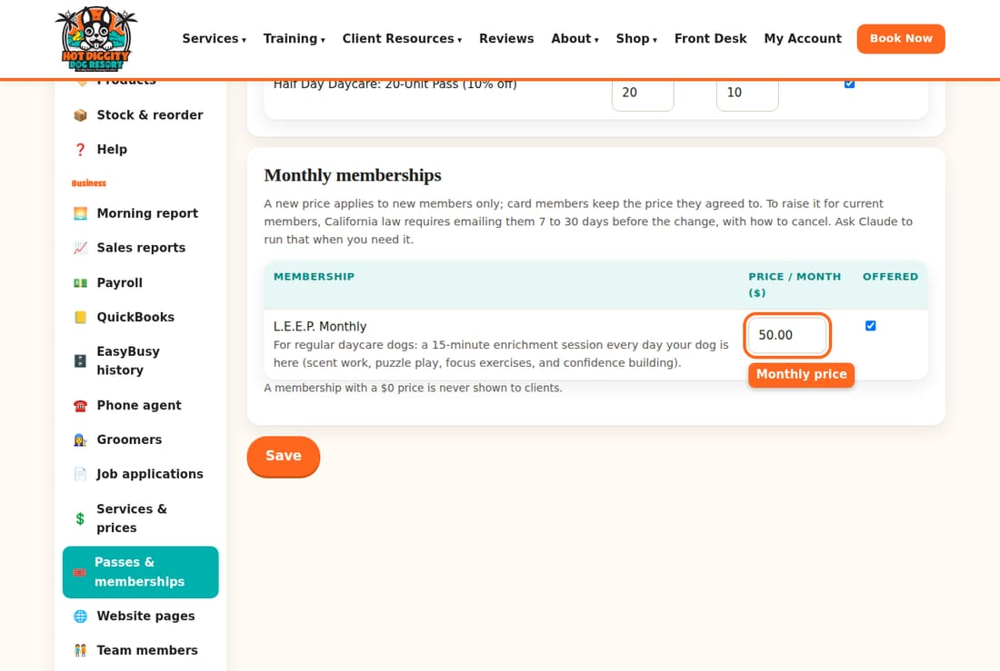 HOT DIGGITY
DOG RESORT
Services ▾
Training ▾
Client Resources ▾
Reviews
About ▾
Shop ▾
Front Desk
My Account
Book Now
Products
Stock & reorder
Help
Business
Morning report
Sales reports
Payroll
QuickBooks
EasyBusy
history
Phone agent
Groomers
Job applications
Services &
prices
Passes &
memberships
Website pages
Team members
Half Day Daycare: 20-Unit Pass (10% off)
20
10
Monthly memberships
A new price applies to new members only; card members keep the price they agreed to. To raise it for current
members, California law requires emailing them 7 to 30 days before the change, with how to cancel. Ask Claude to
run that when you need it.
MEMBERSHIP
PRICE / MONTH
($)
OFFERED
L.E.E.P. Monthly
For regular daycare dogs: a 15-minute enrichment session every day your dog is
here (scent work, puzzle play, focus exercises, and confidence building).
50.00
Monthly price
A membership with a $0 price is never shown to clients.
Save